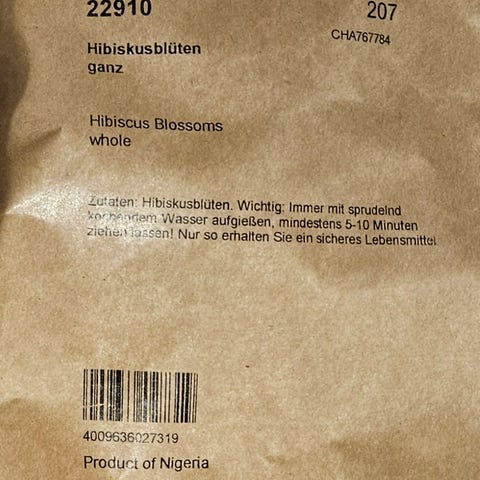 22910
207
CHA767784
Hibiskusblüten
ganz
Hibiscus Blossoms
whole
Zutaten: Hibiskusblüten. Wichtig: Immer mit sprudelnd
kochendem Wasser aufgießen, mindestens 5-10 Minuten
ziehen lassen! Nur so erhalten Sie ein sicheres Lebensmittel
4009636027319
Product of Nigeria